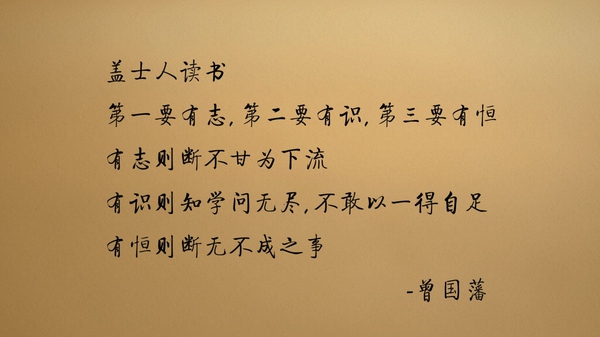 盖士人读书
第一要有志,第二要有识,第三要有恒
有志则断不甘为下流
有识则知学问无尽,不敢以一得自足
有恒则断无不成之事
-曾国藩